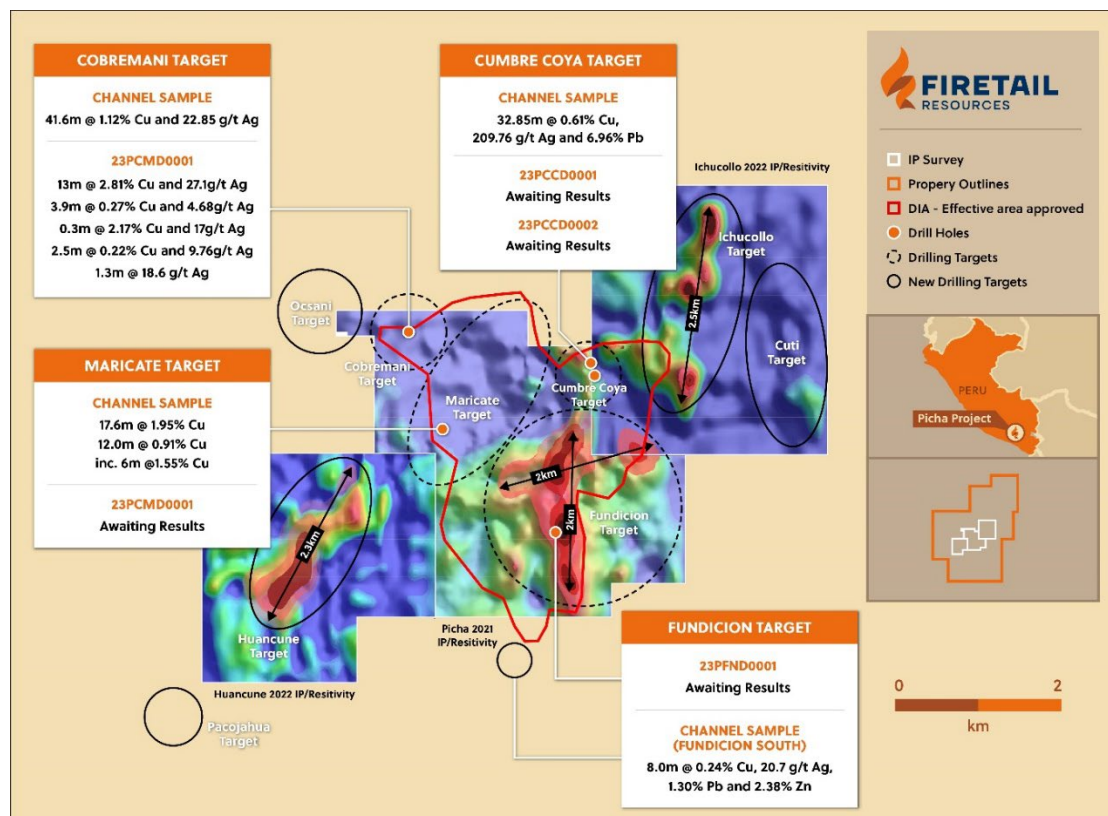 COBREMANI TARGET
CHANNEL SAMPLE
41.6m @ 1.12% Cu and 22.85 g/t Ag
23PCMD0001
13m @ 2.81% Cu and 27.1g/t Ag
3.9m @ 0.27% Cu and 4.68g/t Ag
0.3m @ 2.17% Cu and 17g/t Ag
2.5m @ 0.22% Cu and 9.76g/t Ag
1.3m @ 18.6 g/t Ag
CUMBRE COYA TARGET
CHANNEL SAMPLE
32.85m @ 0.61% Cu,
209.76 g/t Ag and 6.96% Pb
23PCCD0001
Awaiting Results
23PCCD0002
Awaiting Results
FIRETAIL
RESOURCES
IP Survey
Propery Outlines
DIA - Effective area approved
Drill Holes
Drilling Targets
New Drilling Targets
Ichucollo 2022 IP/Resitivity
Ichucollo
Target
2.5km
Cuti
Target
Ocsani
Target
Cobremani
Target
Maricate
Target
Cumbre Coya
Target
MARICATE TARGET
CHANNEL SAMPLE
17.6m @ 1.95% Cu
12.0m @ 0.91% Cu
inc. 6m @1.55% Cu
23PCMD0001
Awaiting Results
PERU
Picha Project
2km
2km
Fundicion
Target
2.3km
Huancune
Target
Picha 2021
IP/Resitivity
Huancune 2022 IP/Resitivity
Pacojahua
Target
FUNDICION TARGET
23PFND0001
Awaiting Results
CHANNEL SAMPLE
(FUNDICION SOUTH)
8.0m @ 0.24% Cu, 20.7 g/t Ag,
1.30% Pb and 2.38% Zn
0 2
km